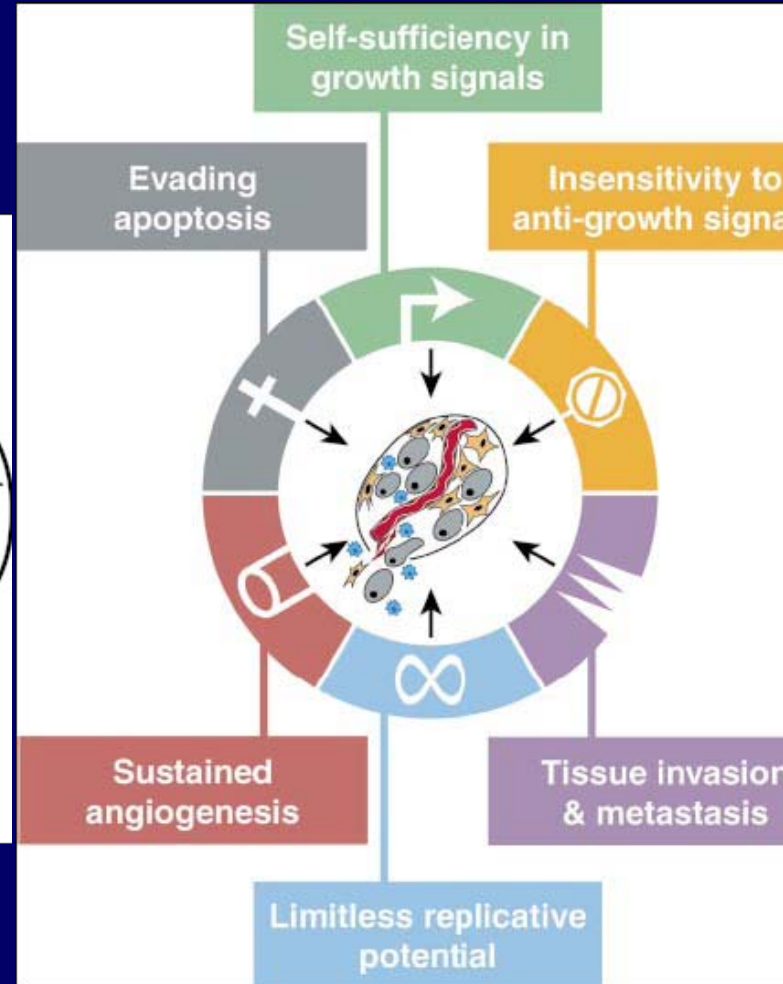 Self-sufficiency in
growth signals
Evading
apoptosis
Insensitivity to
anti-growth signa
Sustained
angiogenesis
Tissue invasion
& metastasis
Limitless replicative
potential